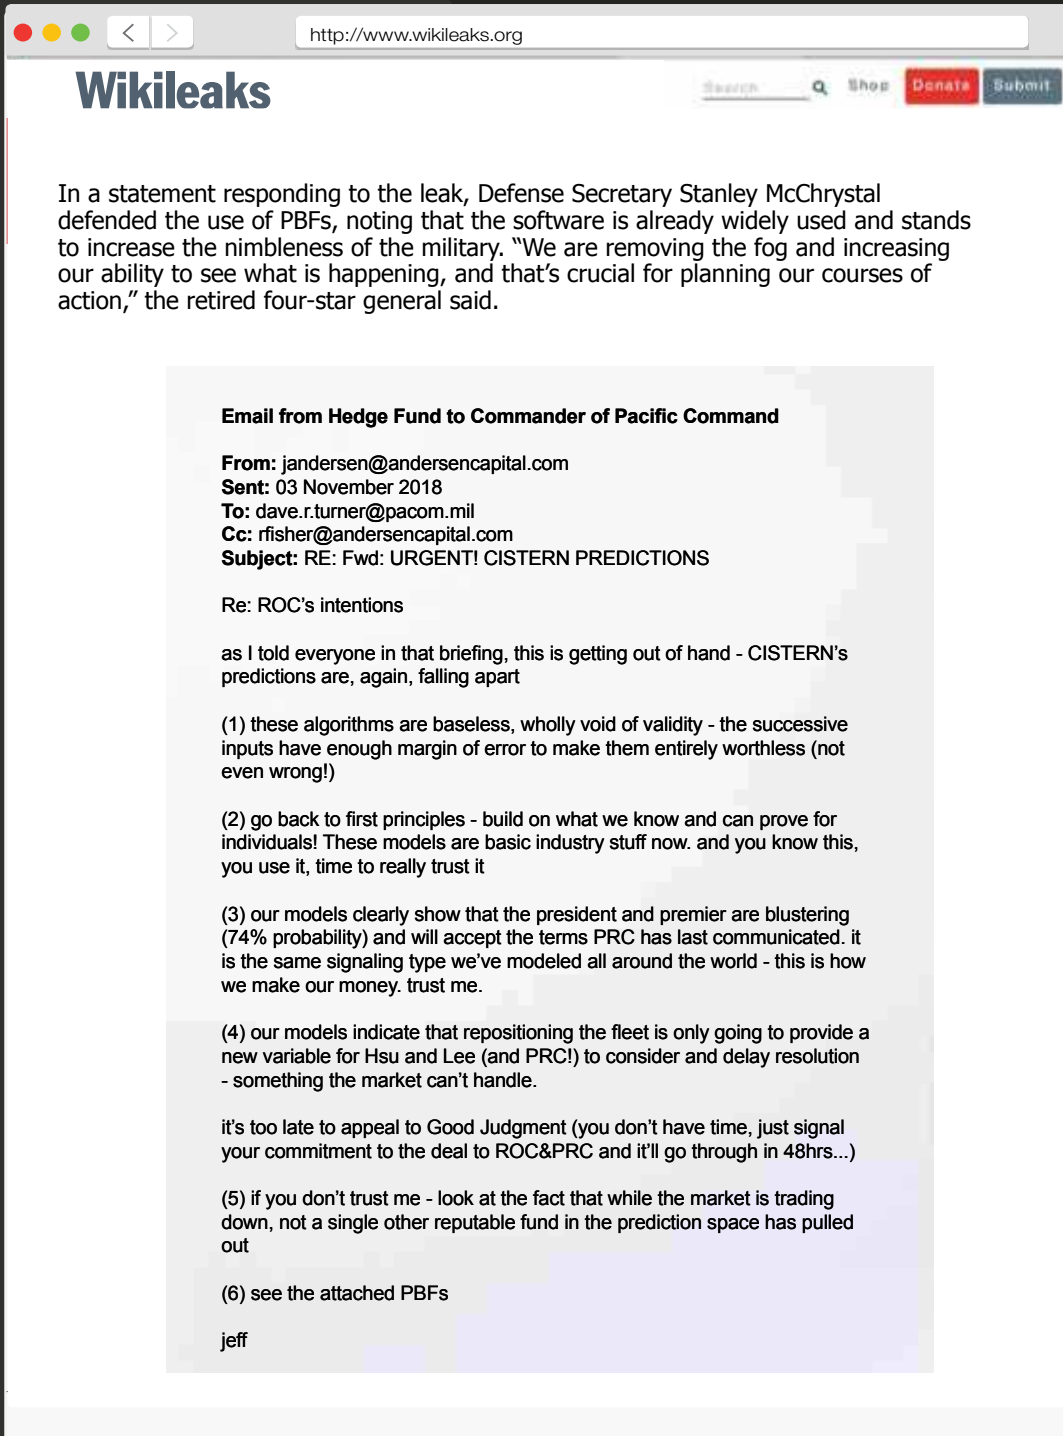 http://www.wikileaks.org
Wikileaks
Search
Shop
Donate
Submit
In a statement responding to the leak, Defense Secretary Stanley McChrystal
defended the use of PBFs, noting that the software is already widely used and stands
to increase the nimbleness of the military. “We are removing the fog and increasing
our ability to see what is happening, and that’s crucial for planning our courses of
action,” the retired four-star general said.
Email from Hedge Fund to Commander of Pacific Command
From: jandersen@andersencapital.com
Sent: 03 November 2018
To: dave.r.turner@pacom.mil
Cc: rfisher@andersencapital.com
Subject: RE: Fwd: URGENT! CISTERN PREDICTIONS
Re: ROC’s intentions
as I told everyone in that briefing, this is getting out of hand - CISTERN’s
predictions are, again, falling apart
(1) these algorithms are baseless, wholly void of validity - the successive
inputs have enough margin of error to make them entirely worthless (not
even wrong!)
(2) go back to first principles - build on what we know and can prove for
individuals! These models are basic industry stuff now. and you know this,
you use it, time to really trust it
(3) our models clearly show that the president and premier are blustering
(74% probability) and will accept the terms PRC has last communicated. it
is the same signaling type we’ve modeled all around the world - this is how
we make our money. trust me.
(4) our models indicate that repositioning the fleet is only going to provide a
new variable for Hsu and Lee (and PRC!) to consider and delay resolution
- something the market can’t handle.
it’s too late to appeal to Good Judgment (you don’t have time, just signal
your commitment to the deal to ROC&PRC and it’ll go through in 48hrs...)
(5) if you don’t trust me - look at the fact that while the market is trading
down, not a single other reputable fund in the prediction space has pulled
out
(6) see the attached PBFs
jeff